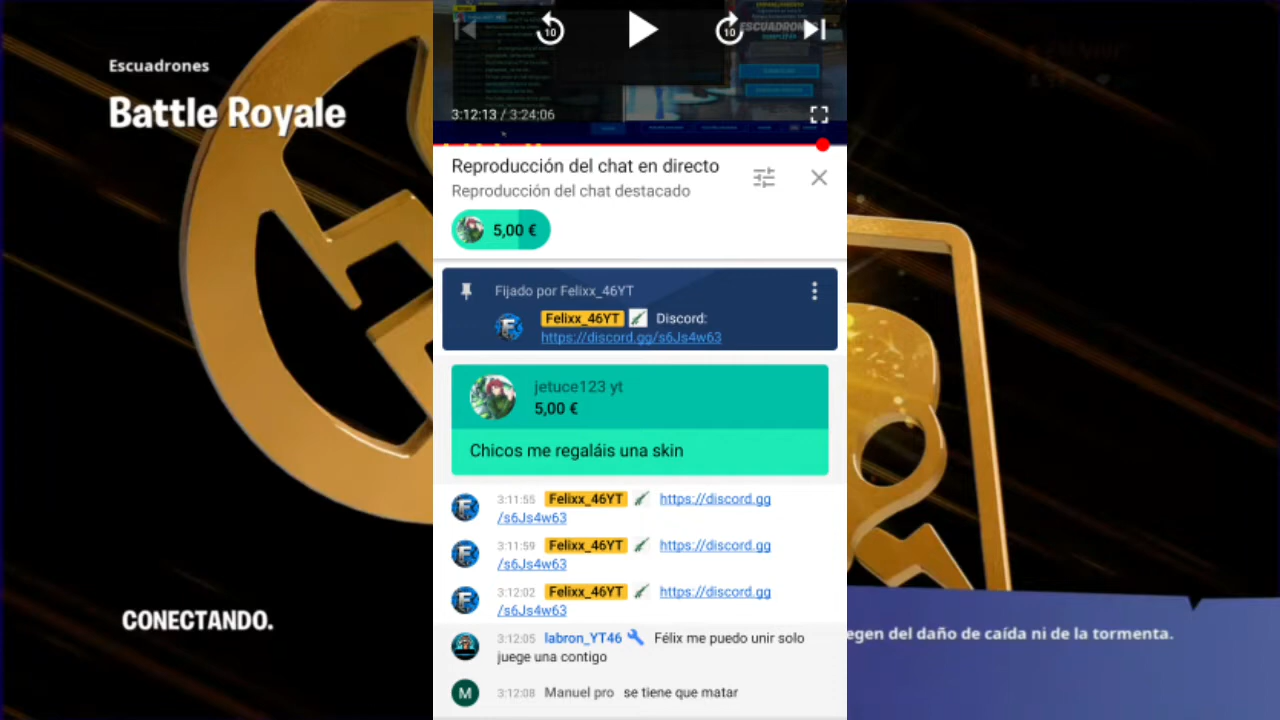 Escuadrones
Battle Royale
CONECTANDO.
10
10
ESCUADRONES
3:12:13 / 3:24:06
Reproducción del chat en directo
Reproducción del chat destacado
5,00 €
Fijado por Felixx_46YT
Felixx_46YT Discord:
https://discord.gg/s6Js4w63
jetuce123 yt
5,00 €
Chicos me regaláis una skin
3:11:55 Felixx_46YT https://discord.gg
/s6Js4w63
3:11:59 Felixx_46YT https://discord.gg
/s6Js4w63
3:12:02 Felixx_46YT https://discord.gg
/s6Js4w63
3:12:05 labron_YT46 Félix me puedo unir solo
juege una contigo
M 3:12:08 Manuel pro se tiene que matar
egen del daño de caída ni de la tormenta.